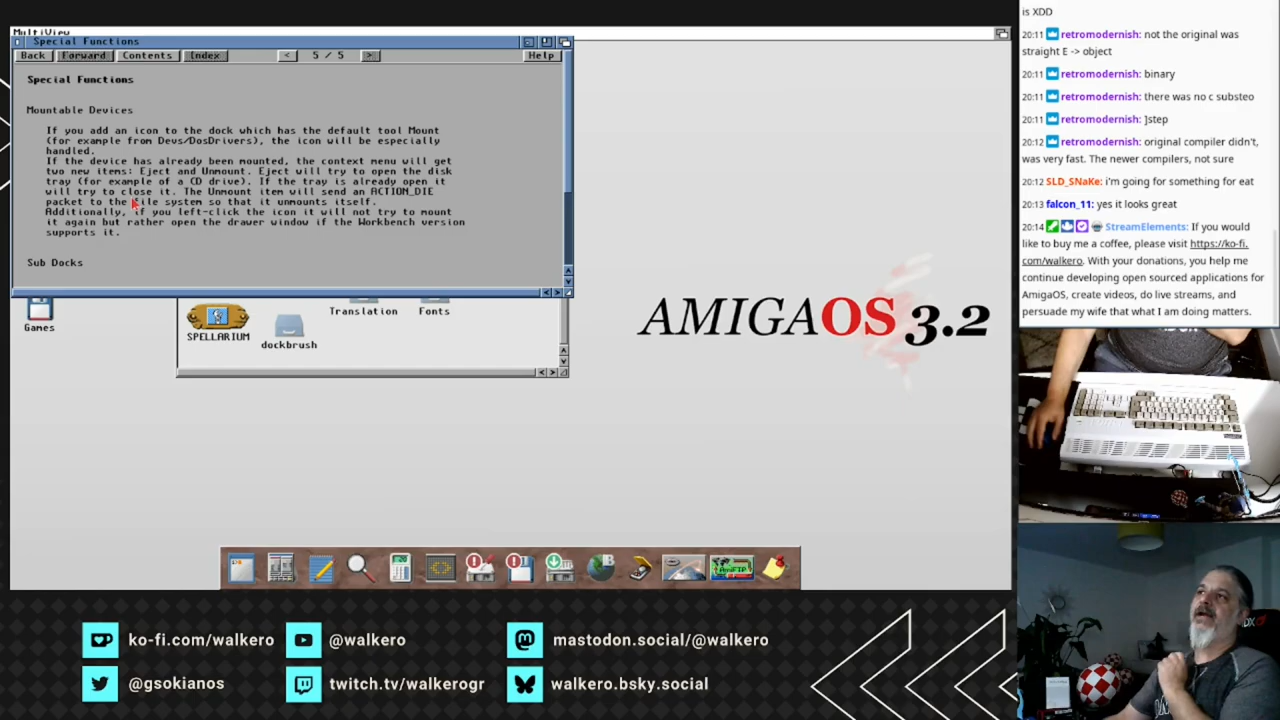 MultiView
Special Functions
Back Forward Contents Index < 5 / 5 > Help
Special Functions
Mountable Devices
If you add an icon to the dock which has the default tool Mount
(for example from Devs/DosDrivers), the icon will be especially
handled.
If the device has already been mounted, the context menu will get
two new items: Eject and Unmount. Eject will try to open the disk
tray (for example of a CD drive). If the tray is already open it
will try to close it. The Unmount item will send an ACTION_DIE
packet to the file system so that it unmounts itself.
Additionally, if you left-click the icon it will not try to mount
it again but rather open the drawer window if the Workbench version
supports it.
Sub Docks
Games
SPELLARIUM
dockbrush
Translation
Fonts
AMIGAOS 3.2
AmiFTP
is XDD
20:11 retromodernish: not the original was
straight E -> object
20:11 retromodernish: binary
20:11 retromodernish: there was no c substeo
20:11 retromodernish: ]step
20:12 retromodernish: original compiler didn't,
was very fast. The newer compilers, not sure
20:12 SLD_SNaKe: i'm going for something for eat
20:13 falcon_11: yes it looks great
20:14 StreamElements: If you would
like to buy me a coffee, please visit https://ko-fi.
com/walkero. With your donations, you help me
continue developing open sourced applications for
AmigaOS, create videos, do live streams, and
persuade my wife that what I am doing matters.
ko-fi.com/walkero
@walkero
mastodon.social/@walkero
@gsokianos
twitch.tv/walkerogr
walkero.bsky.social